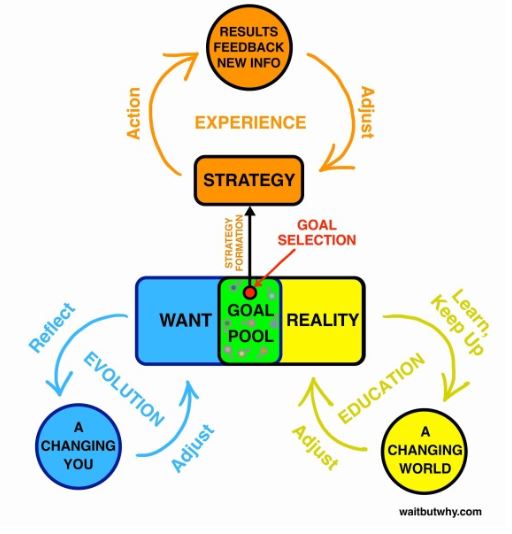 RESULTS
FEEDBACK
NEW INFO
Action
EXPERIENCE
Adjust
STRATEGY
STRATEGY
FORMATION
GOAL
SELECTION
WANT
GOAL
POOL
REALITY
Reflect
EVOLUTION
Adjust
A
CHANGING
YOU
Learn,
Keep Up
EDUCATION
Adjust
A
CHANGING
WORLD
waitbutwhy.com